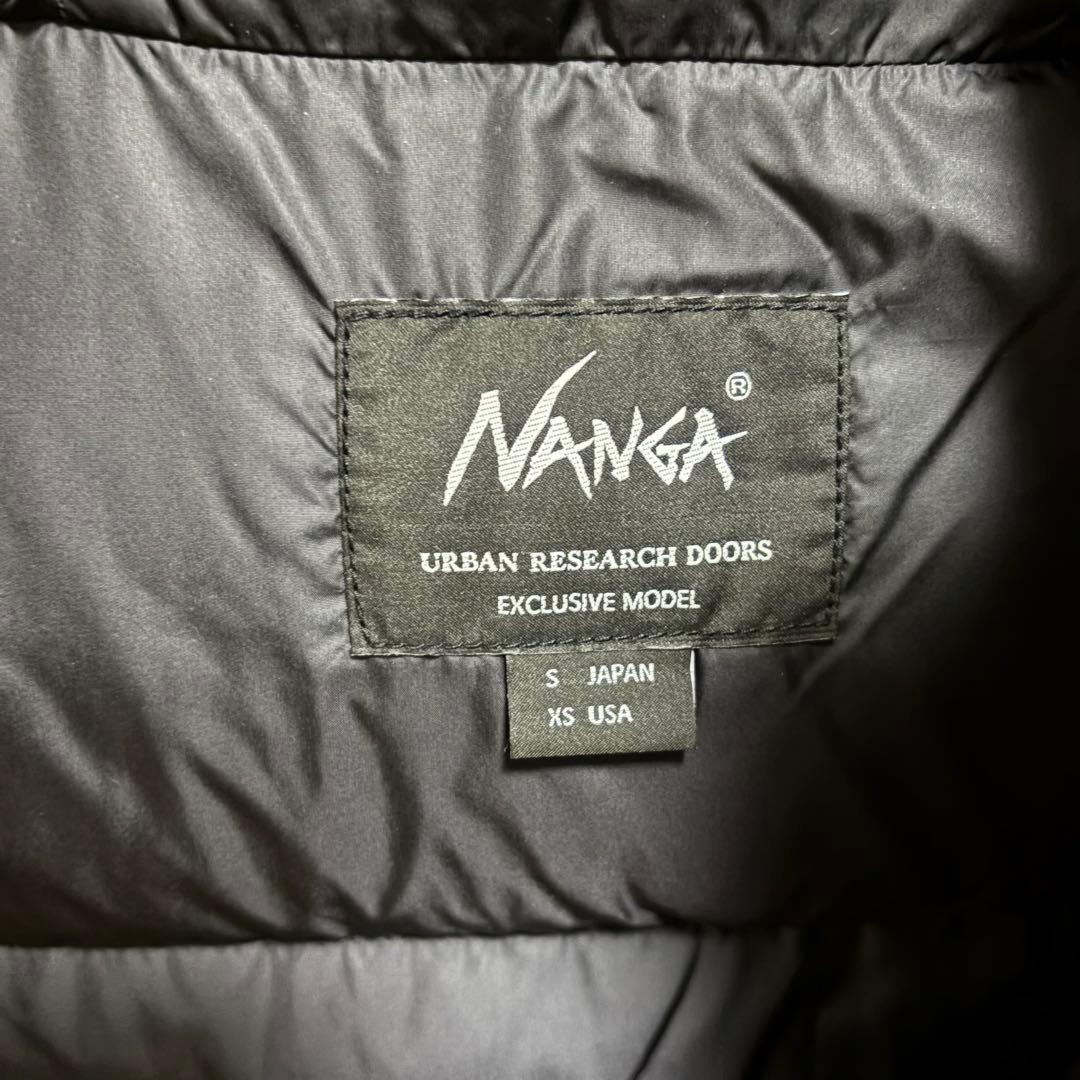 NANGA®
URBAN RESEARCH DOORS
EXCLUSIVE MODEL
S JAPAN
XS USA